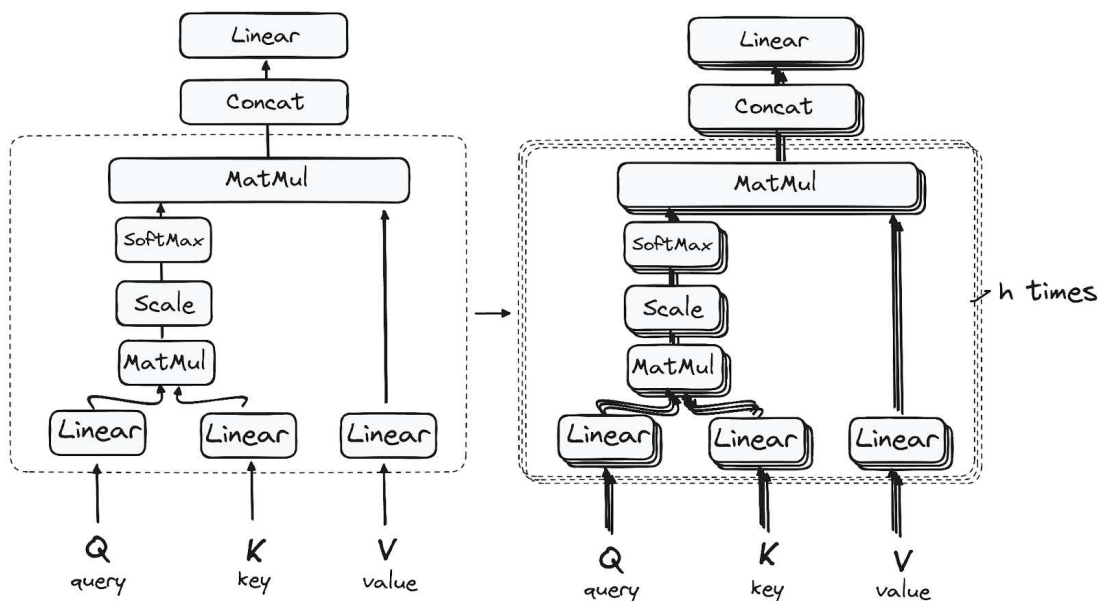 Linear
Concat
MatMul
SoftMax
Scale
MatMul
Linear
Linear
Linear
Q
query
K
key
V
value
Linear
Concat
MatMul
SoftMax
Scale
MatMul
Linear
Linear
Linear
h times
Q
query
K
key
V
value